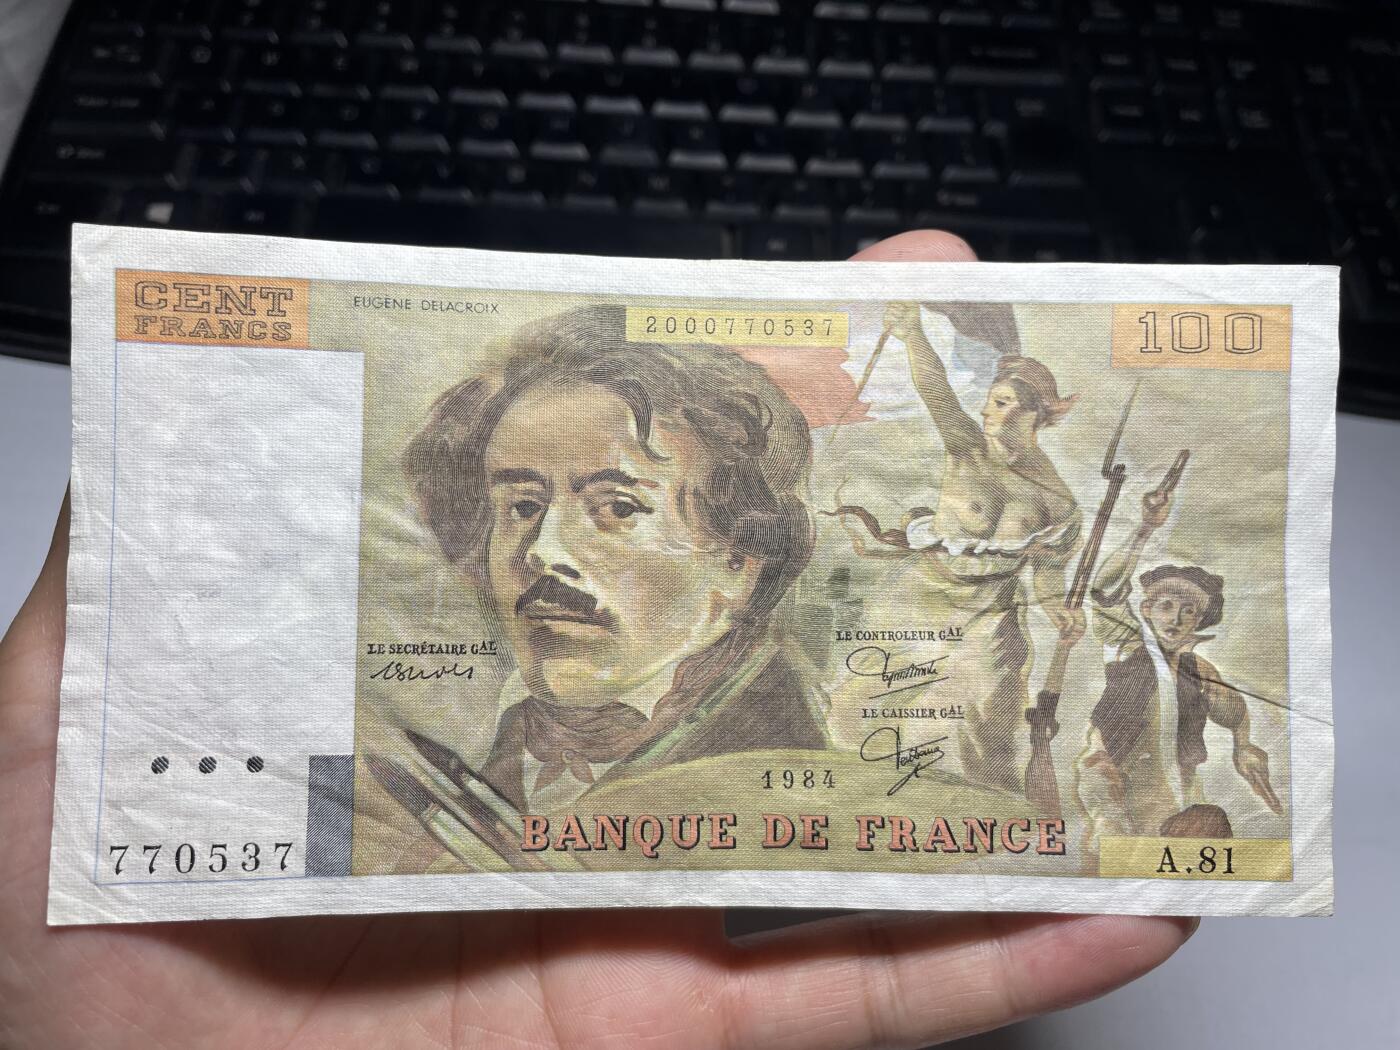 CENT
FRANCS
EUGÈNE DELACROIX
2000770537
100
LE SECRÉTAIRE GAL
LE CONTROLEUR GAL
LE CAISSIER GAL
1984
BANQUE DE FRANCE
770537
A.81